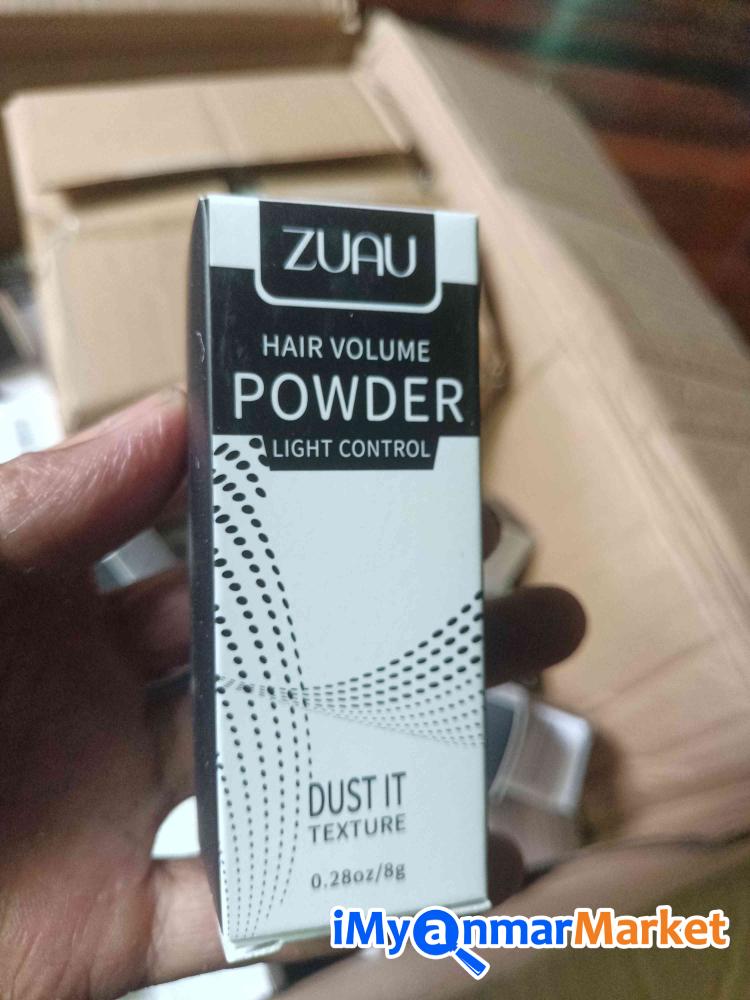 ZUAU
HAIR VOLUME
POWDER
LIGHT CONTROL
DUST IT
TEXTURE
0.28oz/8g
iMyanmarMarket